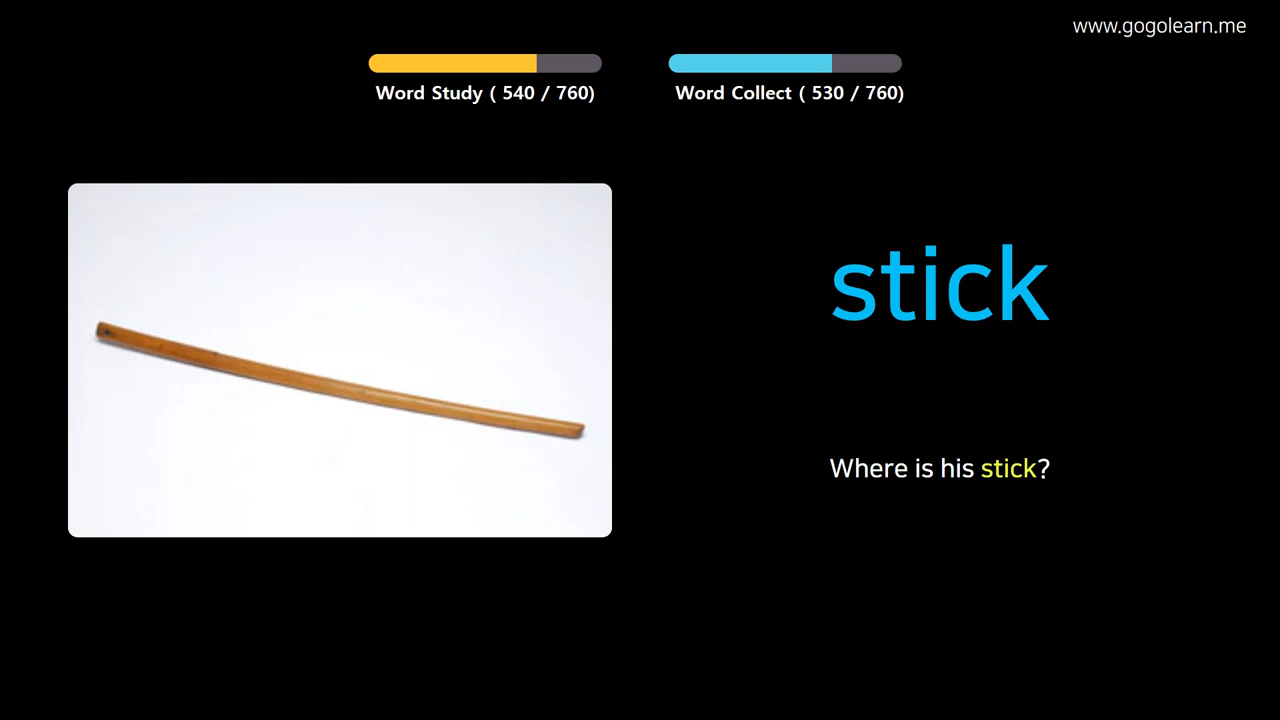 www.gogolearn.me
Word Study ( 540 / 760)
Word Collect ( 530 / 760)
stick
Where is his stick?